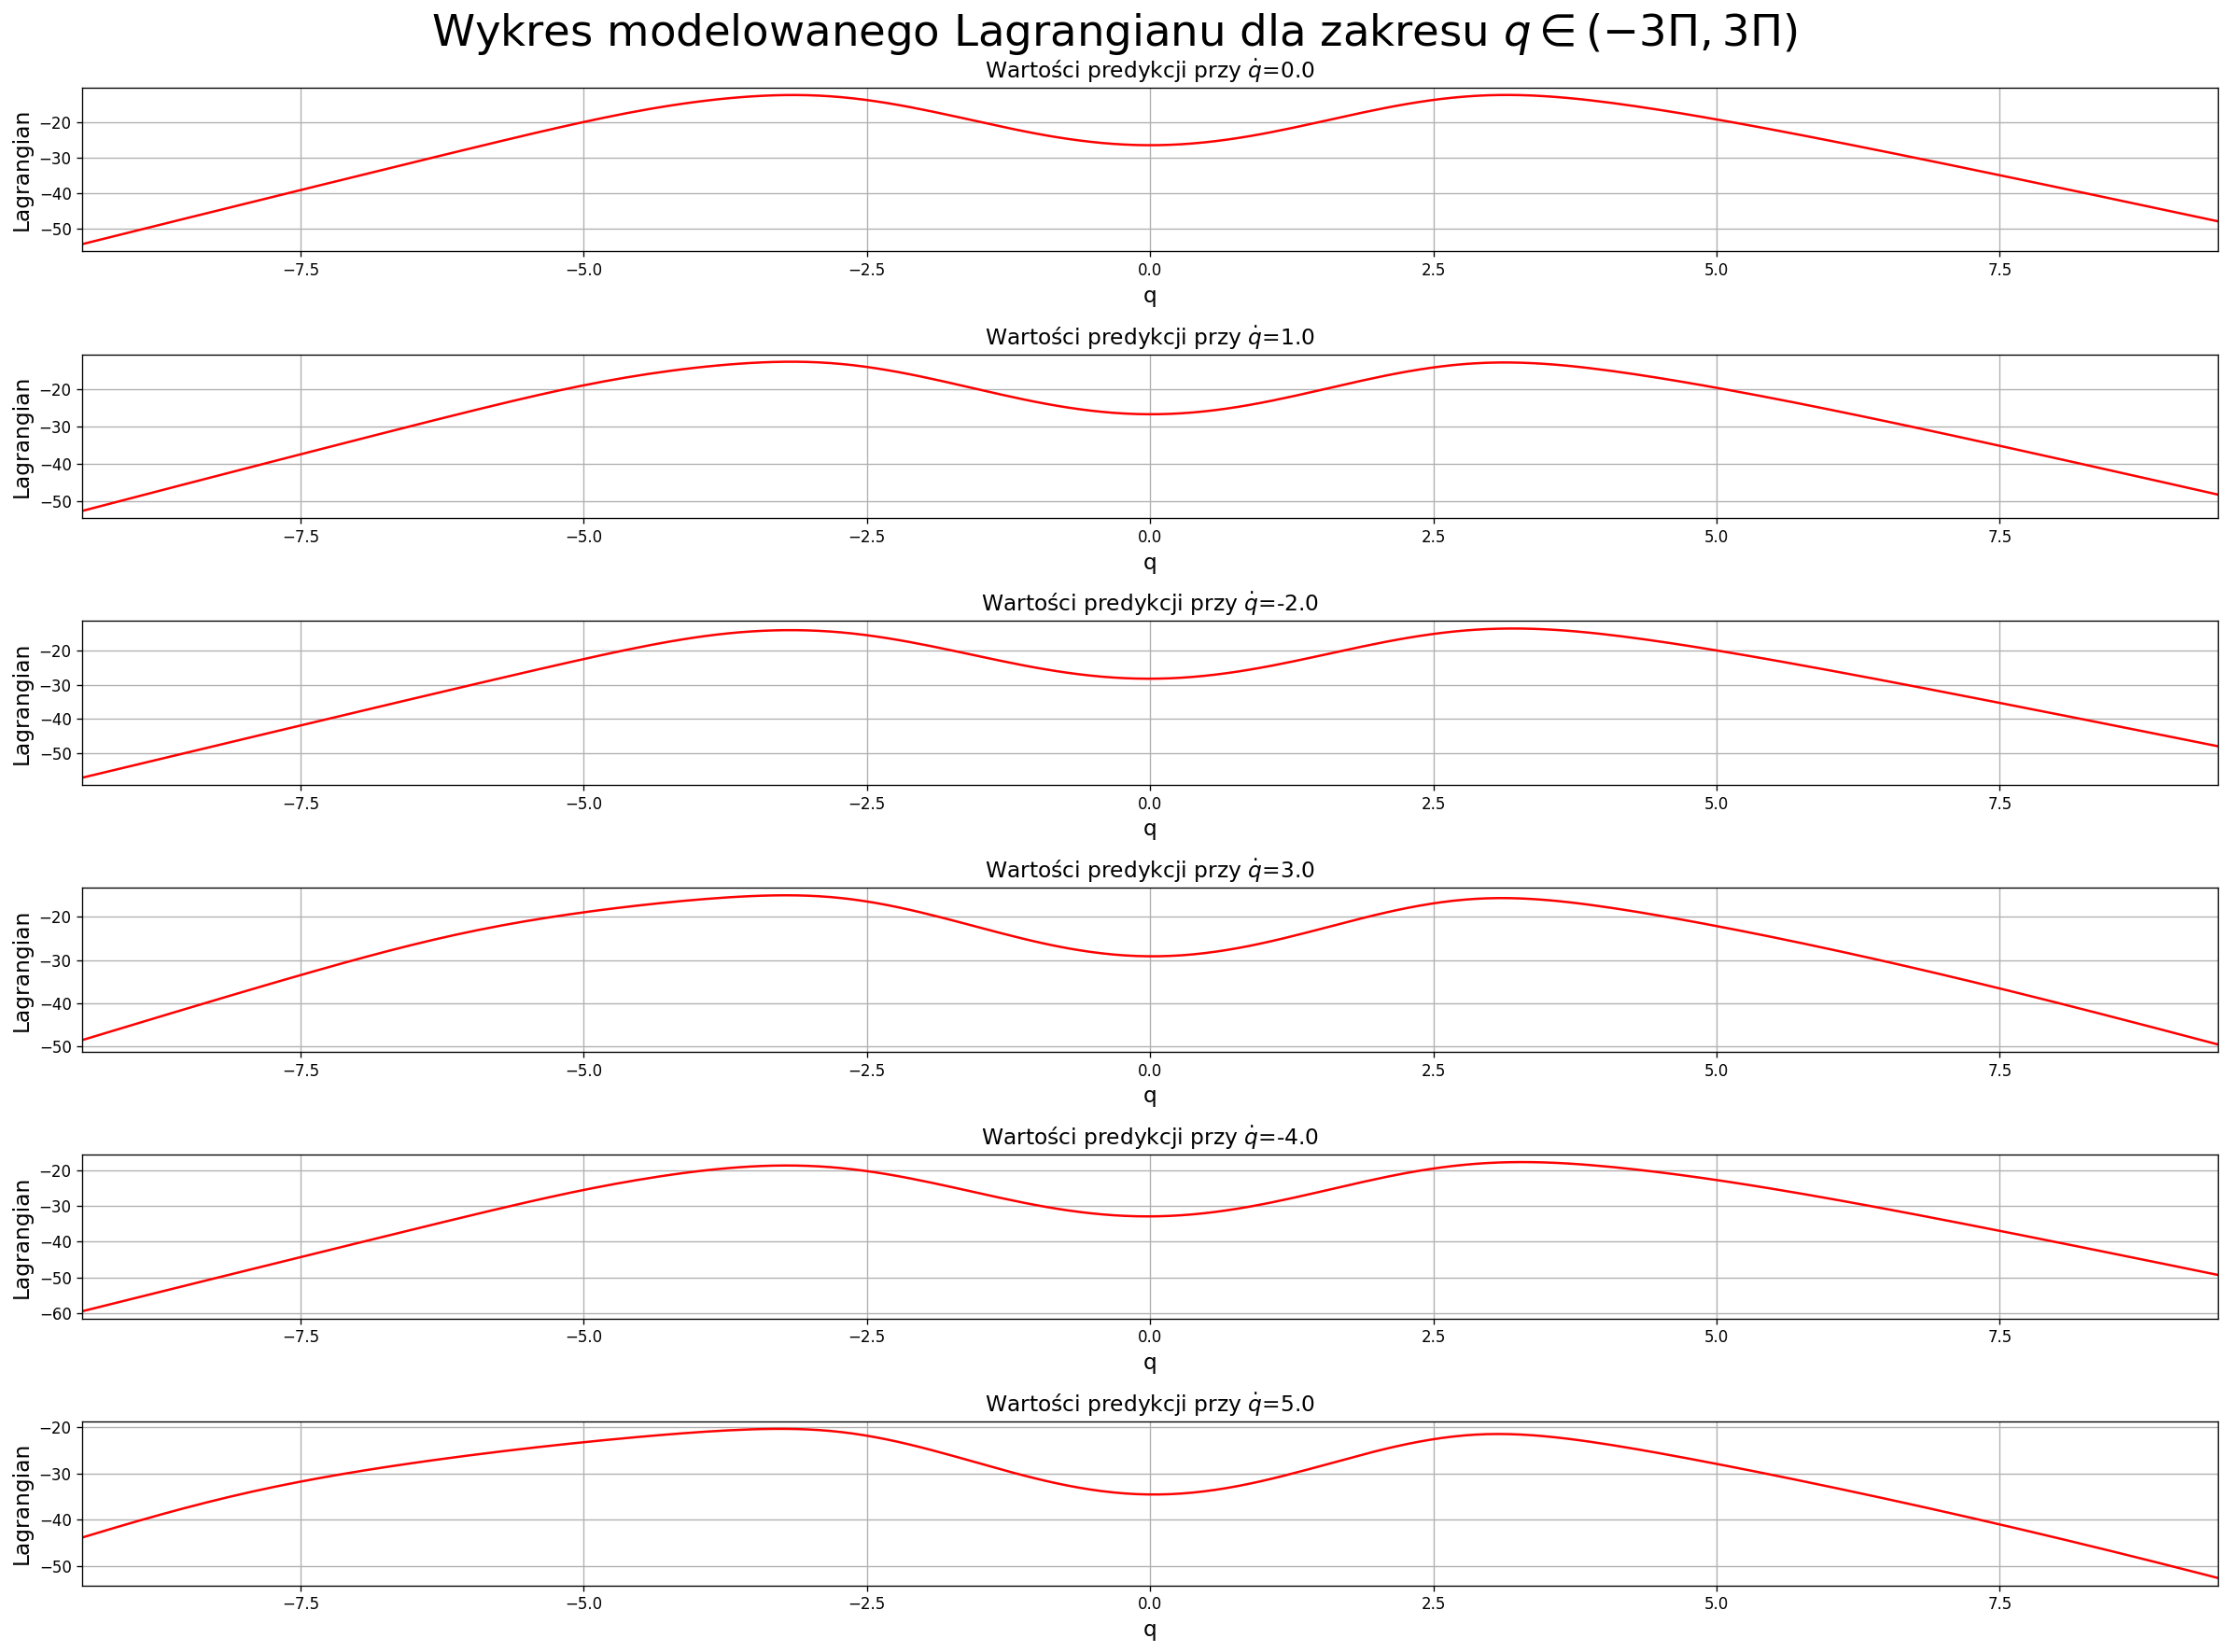 Wykres modelowanego Lagrangianu dla zakresu q ∈ (−3Π, 3Π)
Wartości predykcji przy q̇=0.0
Lagrangian
−20
−30
−40
−50
−7.5 −5.0 −2.5 0.0 2.5 5.0 7.5
q
Wartości predykcji przy q̇=1.0
Lagrangian
−20
−30
−40
−50
−7.5 −5.0 −2.5 0.0 2.5 5.0 7.5
q
Wartości predykcji przy q̇=-2.0
Lagrangian
−20
−30
−40
−50
−7.5 −5.0 −2.5 0.0 2.5 5.0 7.5
q
Wartości predykcji przy q̇=3.0
Lagrangian
−20
−30
−40
−50
−7.5 −5.0 −2.5 0.0 2.5 5.0 7.5
q
Wartości predykcji przy q̇=-4.0
Lagrangian
−20
−30
−40
−50
−60
−7.5 −5.0 −2.5 0.0 2.5 5.0 7.5
q
Wartości predykcji przy q̇=5.0
Lagrangian
−20
−30
−40
−50
−7.5 −5.0 −2.5 0.0 2.5 5.0 7.5
q